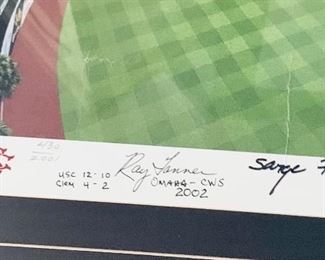 430
2001
USC 12-10
Clem 4-2
Ray Tanner
OMAHA - CWS
2002
Sarge